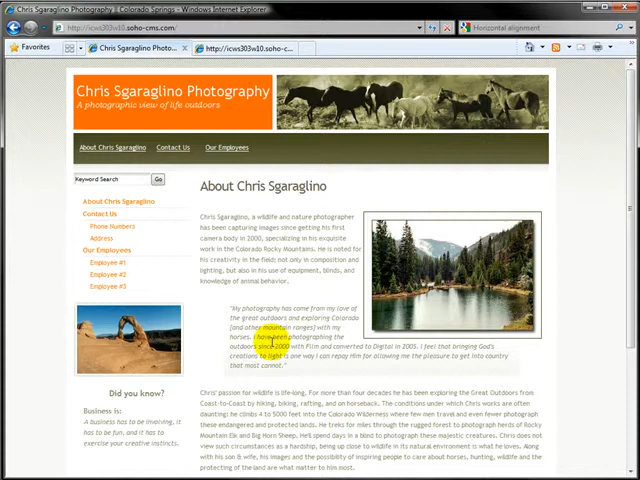 Chris Sgaraglino Photography | Colorado Springs - Windows Internet Explorer
http://icws303w10.soho-cms.com/
Horizontal alignment
Favorites
Chris Sgaraglino Photo...
http://icws303w10.soho-cm...
Chris Sgaraglino Photography
A photographic view of life outdoors
About Chris Sgaraglino
Contact Us
Our Employees
Keyword Search
Go
About Chris Sgaraglino
Contact Us
Phone Numbers
Address
Our Employees
Employee #1
Employee #2
Employee #3
Did you know?
Business is:
A business has to be involving, it
has to be fun, and it has to
exercise your creative instincts.
About Chris Sgaraglino
Chris Sgaraglino, a wildlife and nature photographer
has been capturing images since getting his first
camera body in 2000, specializing in his exquisite
work in the Colorado Rocky Mountains. He is noted for
his creativity in the field; not only in composition and
lighting, but also in his use of equipment, blinds, and
knowledge of animal behavior.
"My photography has come from my love of
the great outdoors and exploring Colorado
[and other mountain ranges] with my
horses. I have been photographing the
outdoors since 2000 with Film and converted to Digital in 2005. I feel that bringing God's
creations to light is one way I can repay Him for allowing me the pleasure to get into country
that most cannot."
Chris' passion for wildlife is life-long. For more than four decades he has been exploring the Great Outdoors from
Coast-to-Coast by hiking, biking, rafting, and on horseback. The conditions under which Chris works are often
daunting: he climbs 4 to 5000 feet into the Colorado Wilderness where few men travel and even fewer photograph
these endangered and protected lands. He treks for miles through the rugged forest to photograph herds of Rocky
Mountain Elk and Big Horn Sheep. He'll spend days in a blind to photograph these majestic creatures. Chris does not
view such circumstances as a hardship, being up close to wildlife in its natural environment is what he loves. Along
with his son & wife, his images and the possibility of inspiring people to care about horses, hunting, wildlife and the
protecting of the land are what matter to him most.